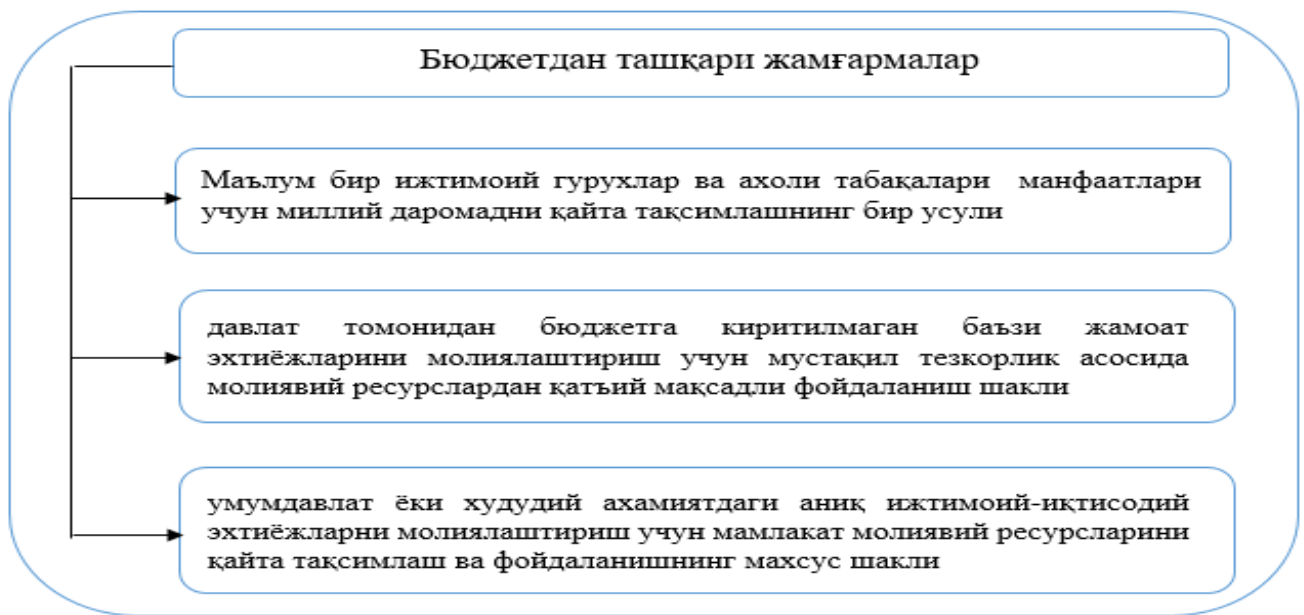 Бюджетдан ташқари жамғармалар
Маълум бир ижтимоий гурухлар ва ахоли табақалари манфаатлари
учун миллий даромадни қайта тақсимлашнинг бир усули
давлат томонидан бюджетга киритилмаган баъзи жамоат
эхтиёжларини молиялаштириш учун мустақил тезкорлик асосида
молиявий ресурслардан қатъий мақсадли фойдаланиш шакли
умумдавлат ёки худудий ахамиятдаги аниқ ижтимоий-иқтисодий
эхтиёжларни молиялаштириш учун мамлакат молиявий ресурсларини
қайта тақсимлаш ва фойдаланишнинг махсус шакли